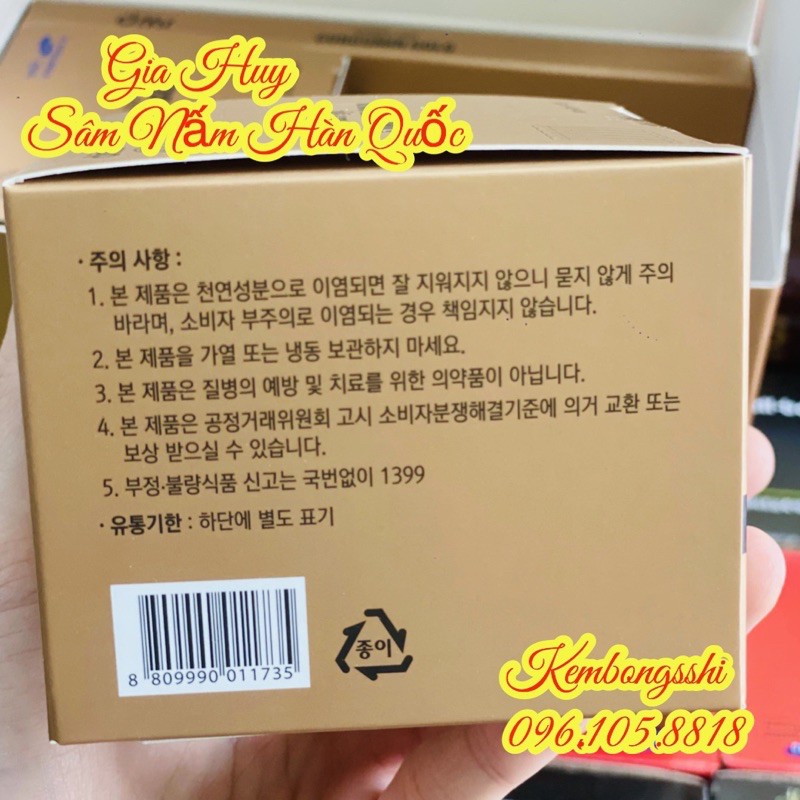 Gia Huy
Sâm Nấm Hàn Quốc
· 주의 사항 :
1. 본 제품은 천연성분으로 이염되면 잘 지워지지 않으니 묻지 않게 주의
바라며, 소비자 부주의로 이염되는 경우 책임지지 않습니다.
2. 본 제품을 가열 또는 냉동 보관하지 마세요.
3. 본 제품은 질병의 예방 및 치료를 위한 의약품이 아닙니다.
4. 본 제품은 공정거래위원회 고시 소비자분쟁해결기준에 의거 교환 또는
보상 받으실 수 있습니다.
5. 부정·불량식품 신고는 국번없이 1399
· 유통기한 : 하단에 별도 표기
8 809990 011735
종이
Kembongsshi
096.105.8818